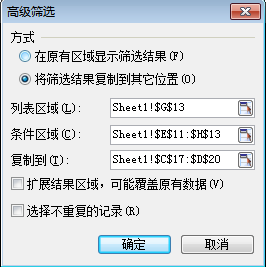 高级筛选
方式
在原有区域显示筛选结果(F)
将筛选结果复制到其它位置(O)
列表区域(L): Sheet1!$G$13
条件区域(C): Sheet1!$E$11:$H$13
复制到(T): Sheet1!$C$17:$D$20
扩展结果区域,可能覆盖原有数据(V)
选择不重复的记录(R)
确定 取消